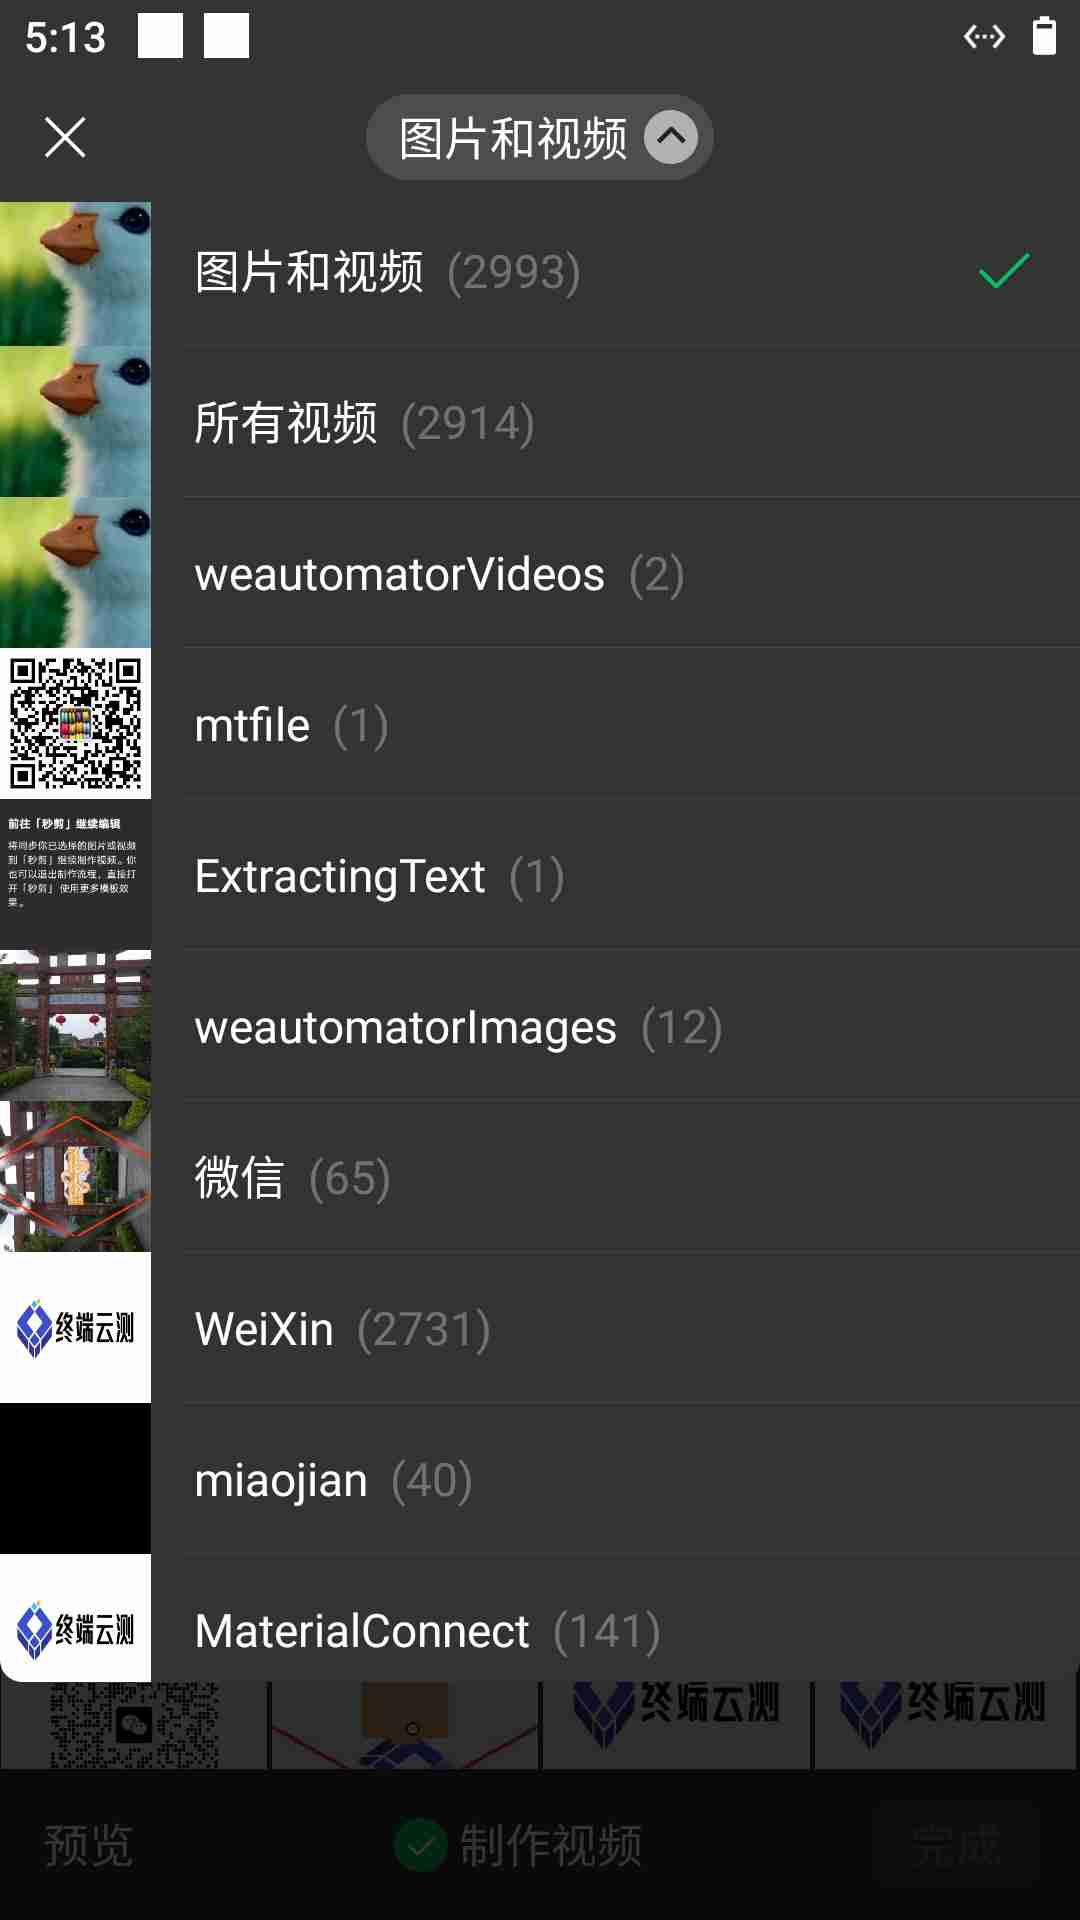 5:13
图片和视频
图片和视频 (2993)
所有视频 (2914)
weautomatorVideos (2)
mtfile (1)
前往「秒剪」继续编辑
将同步你已选择的图片或视频
到「秒剪」继续制作视频。你
也可以退出制作流程，直接打
开「秒剪」使用更多模板效
果。
ExtractingText (1)
weautomatorImages (12)
微信 (65)
终端云测
WeiXin (2731)
miaojian (40)
终端云测
MaterialConnect (141)
终端云测
终端云测
预览
制作视频
完成